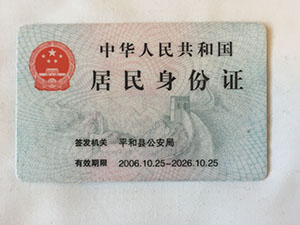 中华人民共和国
居民身份证
签发机关 平和县公安局
有效期限 2006.10.25-2026.10.25